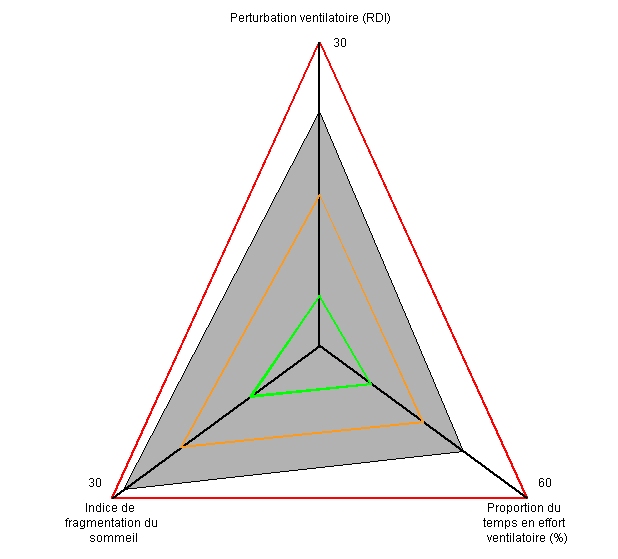 Perturbation ventilatoire (RDI)
30
30
60
Indice de
fragmentation du
sommeil
Proportion du
temps en effort
ventilatoire (%)